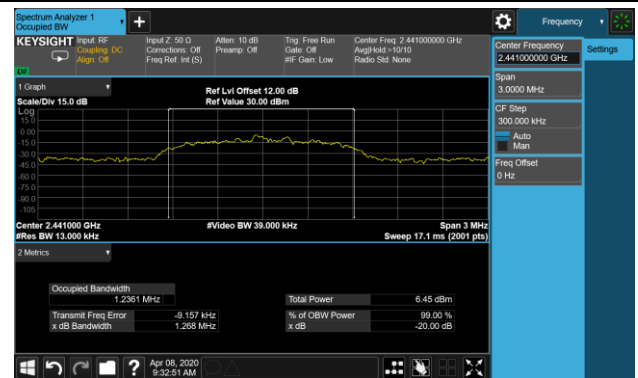 Spectrum Analyzer 1
Occupied BW
Frequency
KEYSIGHT
Input: RF
Coupling: DC
Align: Off
Input Z: 50 Ω
Corrections: Off
Freq Ref: Int (S)
Atten: 10 dB
Preamp: Off
Trig: Free Run
Gate: Off
#IF Gain: Low
Center Freq: 2.441000000 GHz
Avg|Hold:>10/10
Radio Std: None
Center Frequency
2.441000000 GHz
Settings
Span
3.0000 MHz
CF Step
300.000 kHz
Auto
Man
Freq Offset
0 Hz
1 Graph
Scale/Div 15.0 dB
Ref Lvl Offset 12.00 dB
Ref Value 30.00 dBm
Log
15.0
0.00
-15.0
-30.0
-45.0
-60.0
-75.0
-90.0
-105
Center 2.441000 GHz
#Res BW 13.000 kHz
#Video BW 39.000 kHz
Span 3 MHz
Sweep 17.1 ms (2001 pts)
2 Metrics
Occupied Bandwidth
1.2361 MHz
Total Power 6.45 dBm
Transmit Freq Error -9.157 kHz
% of OBW Power 99.00 %
x dB Bandwidth 1.268 MHz
x dB -20.00 dB
?
Apr 08, 2020
9:32:51 AM